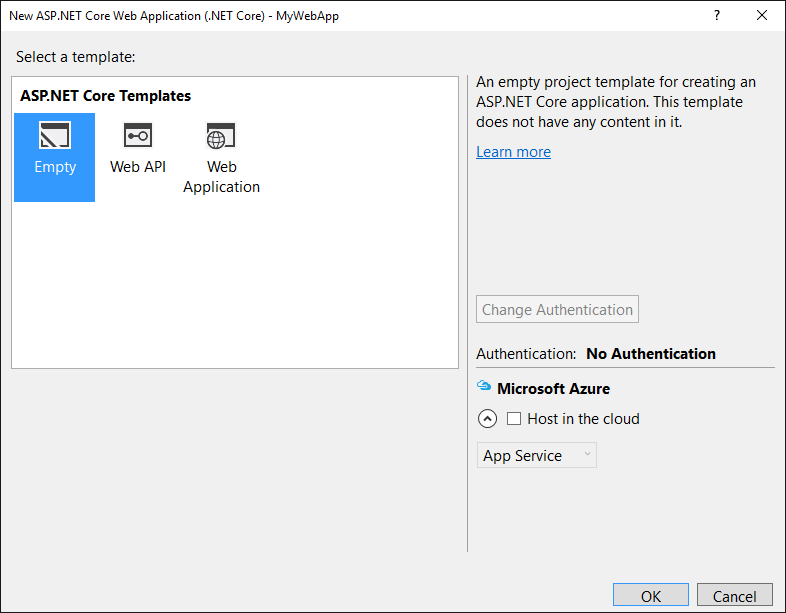 New ASP.NET Core Web Application (.NET Core) - MyWebApp
?
Select a template:
ASP.NET Core Templates
Empty
Web API
Web
Application
An empty project template for creating an
ASP.NET Core application. This template
does not have any content in it.
Learn more
Change Authentication
Authentication: No Authentication
Microsoft Azure
Host in the cloud
App Service
OK
Cancel